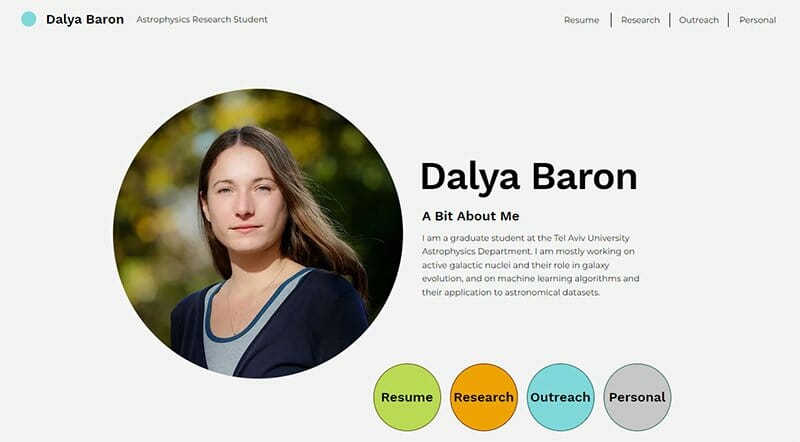 Dalya Baron Astrophysics Research Student Resume Research Outreach Personal
Dalya Baron
A Bit About Me
I am a graduate student at the Tel Aviv University
Astrophysics Department. I am mostly working on
active galactic nuclei and their role in galaxy
evolution, and on machine learning algorithms and
their application to astronomical datasets.
Resume Research Outreach Personal